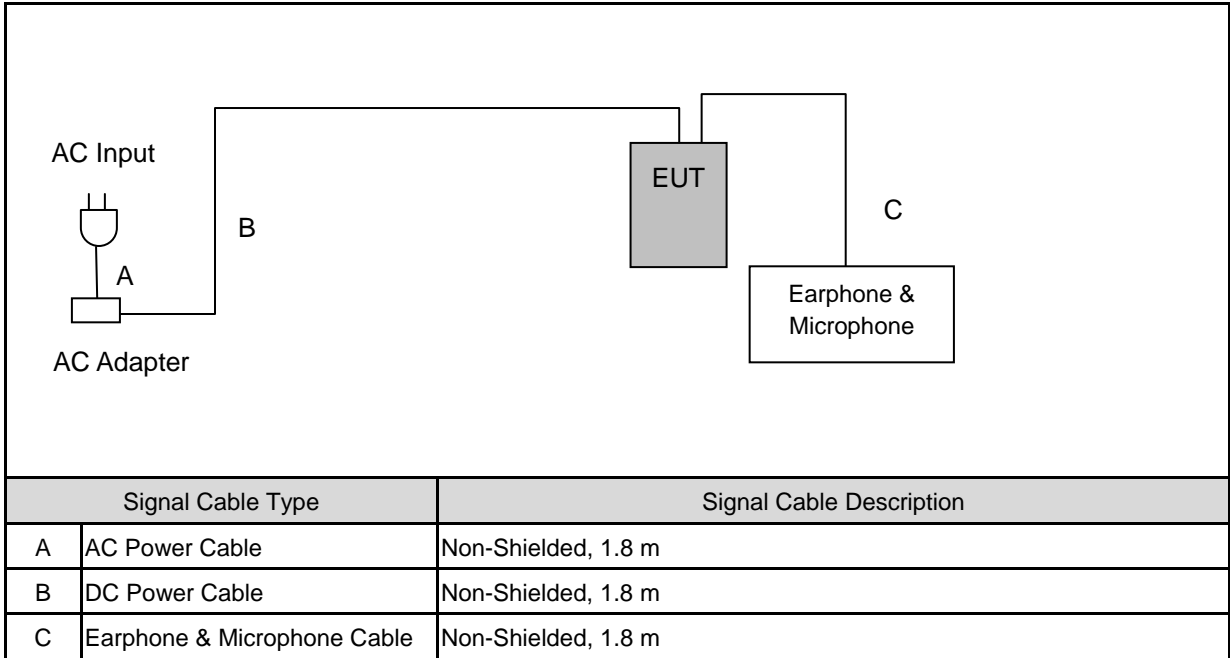 AC Input
EUT
B
C
A
Earphone &
Microphone
AC Adapter
Signal Cable Type Signal Cable Description
A AC Power Cable Non-Shielded, 1.8 m
B DC Power Cable Non-Shielded, 1.8 m
C Earphone & Microphone Cable Non-Shielded, 1.8 m